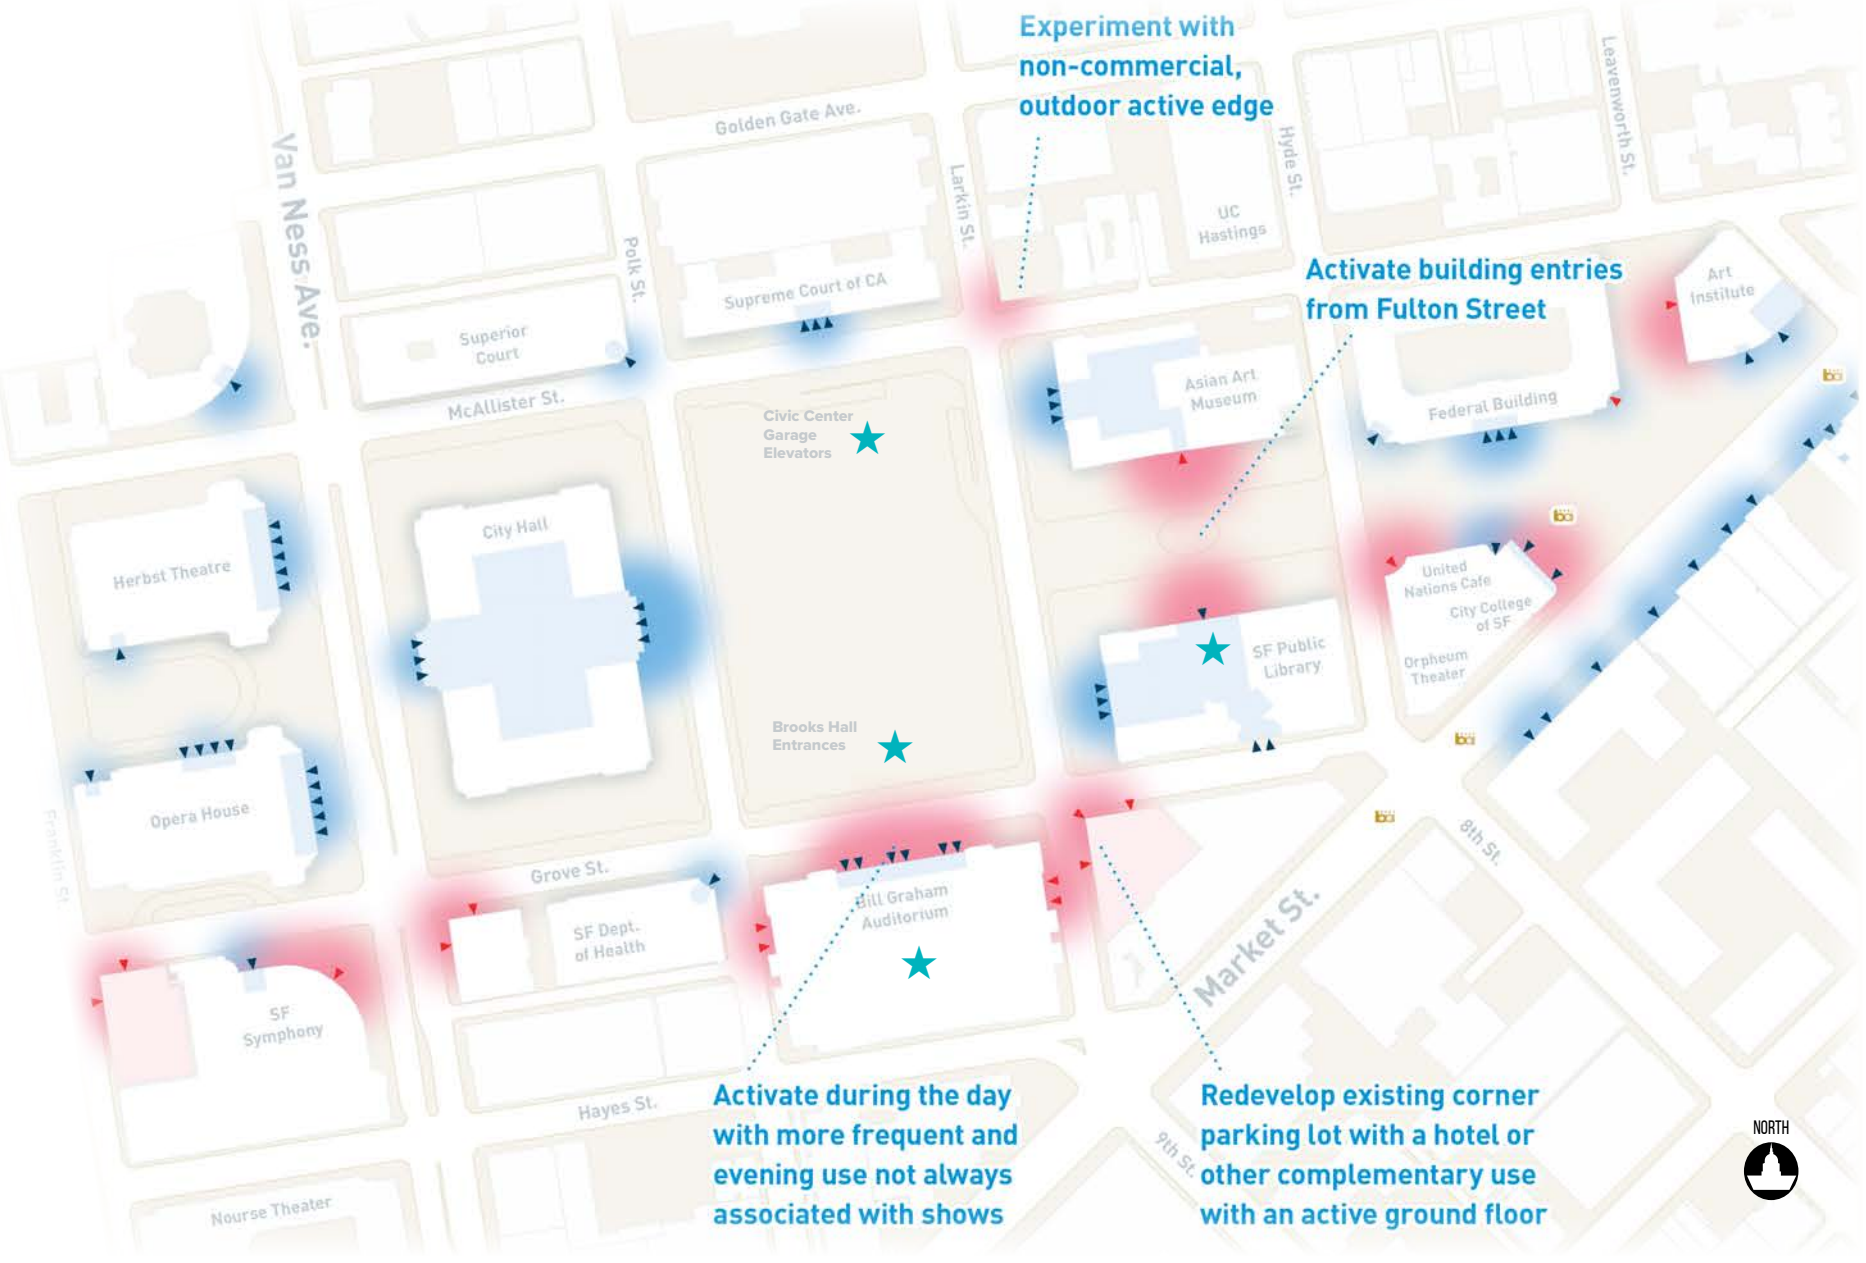 Experiment with
non-commercial,
outdoor active edge
Leavenworth St.
Golden Gate Ave.
Van Ness Ave.
Hyde St.
Larkin St.
UC
Hastings
Polk St.
Activate building entries
from Fulton Street
Art
Institute
Supreme Court of CA
Superior
Court
Asian Art
Museum
McAllister St.
Federal Building
Civic Center
Garage
Elevators
City Hall
Herbst Theatre
United
Nations Cafe
City College
of SF
SF Public
Library
Orpheum
Theater
Brooks Hall
Entrances
Opera House
Franklin St.
8th St.
Grove St.
Bill Graham
Auditorium
SF Dept.
of Health
Market St.
SF
Symphony
Hayes St.
Activate during the day
with more frequent and
evening use not always
associated with shows
9th St.
Redevelop existing corner
parking lot with a hotel or
other complementary use
with an active ground floor
NORTH
Nourse Theater